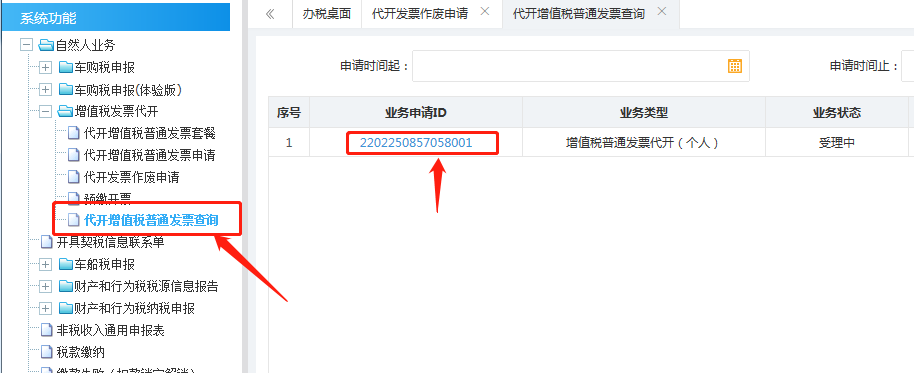 系统功能
自然人业务
车购税申报
车购税申报(体验版)
增值税发票代开
代开增值税普通发票套餐
代开增值税普通发票申请
代开发票作废申请
预缴开票
代开增值税普通发票查询
开具契税信息联系单
车船税申报
财产和行为税税源信息报告
财产和行为税纳税申报
非税收入通用申报表
税款缴纳
办税桌面 代开发票作废申请 代开增值税普通发票查询
申请时间起： 申请时间止：
序号 业务申请ID 业务类型 业务状态
1 2202250857058001 增值税普通发票代开（个人） 受理中